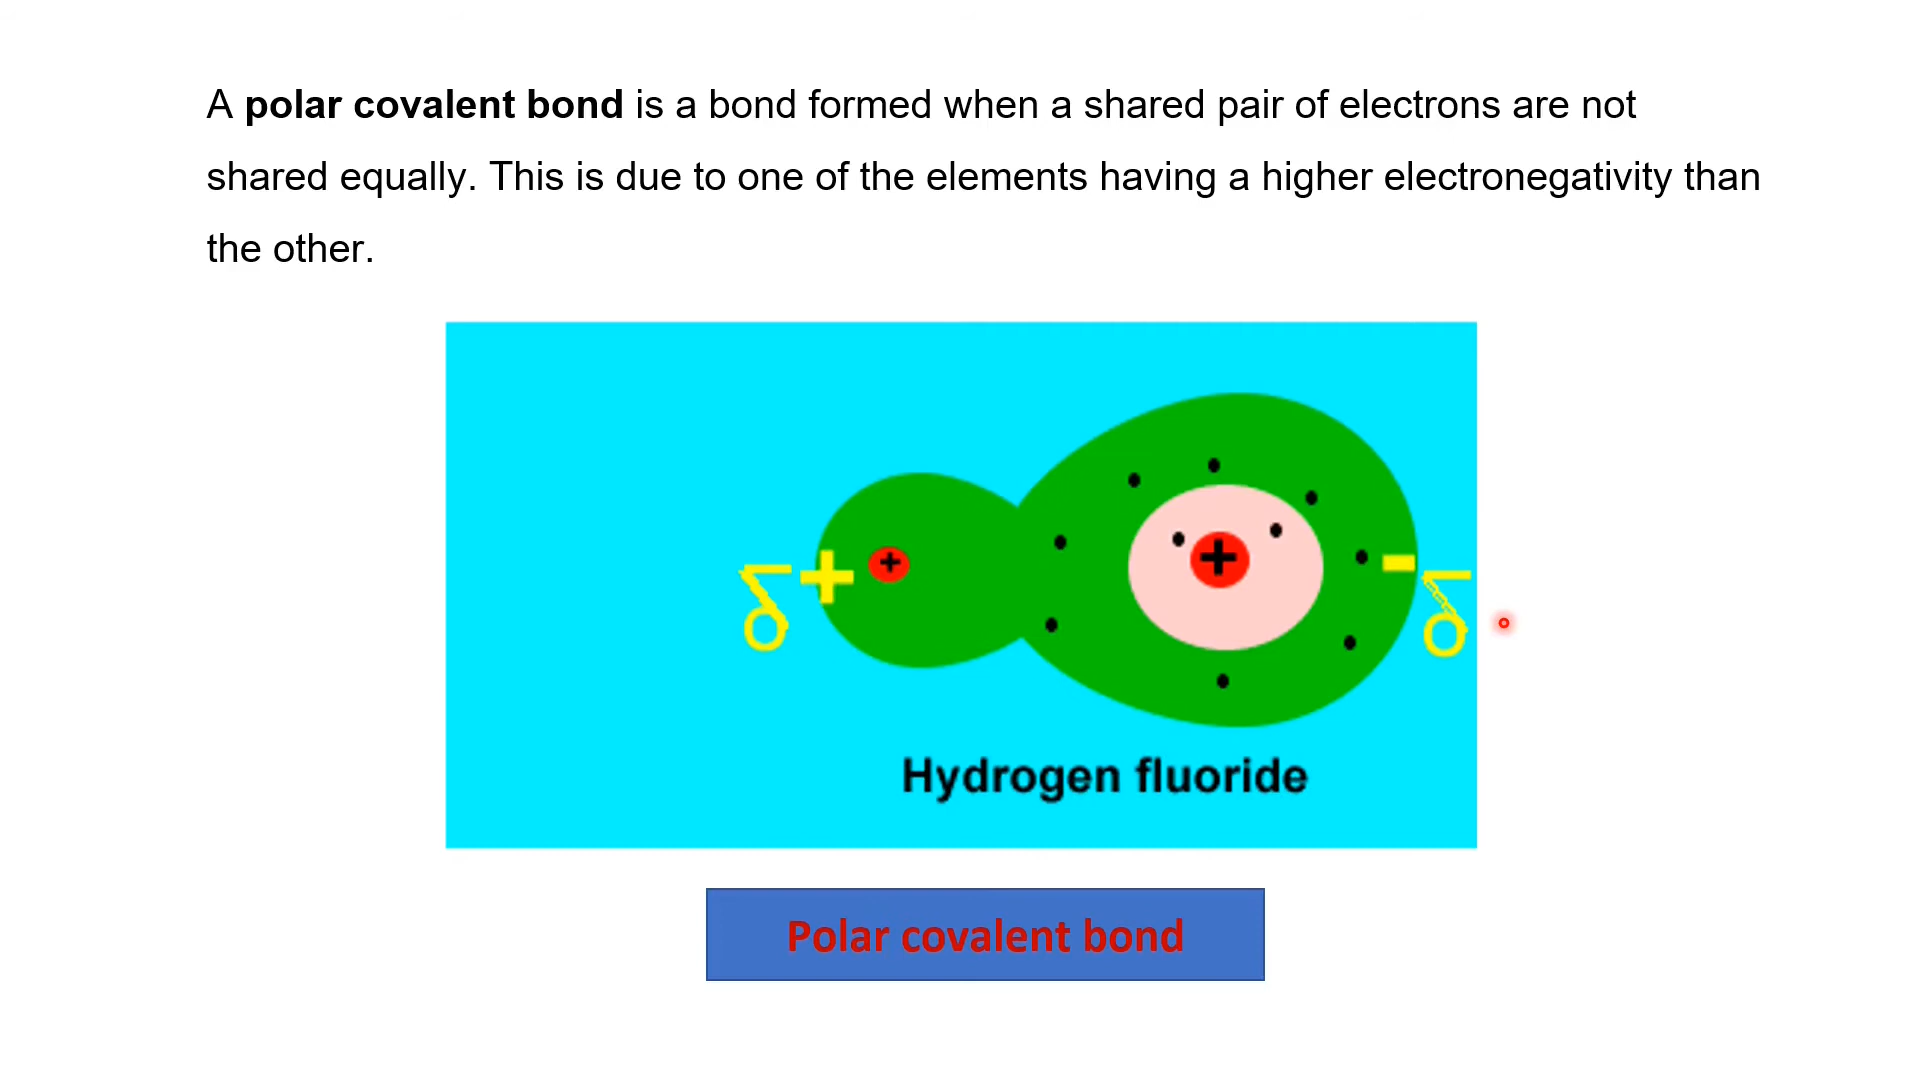 A polar covalent bond is a bond formed when a shared pair of electrons are not
shared equally. This is due to one of the elements having a higher electronegativity than
the other.
δ+ + + -δ
Hydrogen fluoride
Polar covalent bond